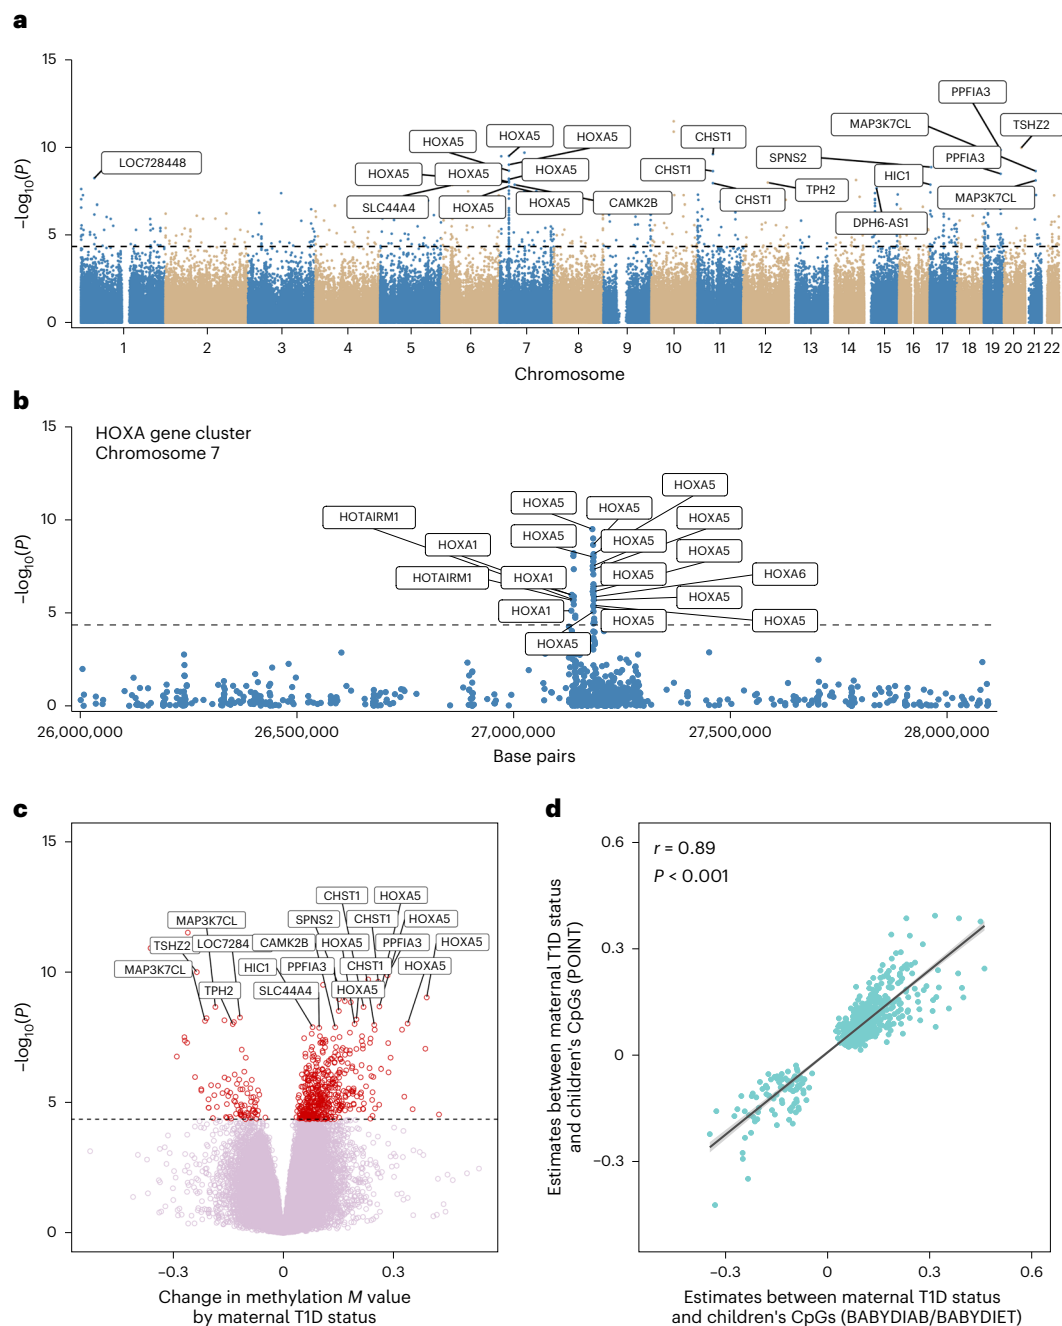 a
15
10
5
0
−log10(P)
PPFIA3
MAP3K7CL
TSHZ2
HOXA5
HOXA5
HOXA5
CHST1
SPNS2
PPFIA3
LOC728448
HOXA5
HOXA5
HOXA5
CHST1
HIC1
TPH2
MAP3K7CL
SLC44A4
HOXA5
HOXA5
CAMK2B
CHST1
DPH6-AS1
1 2 3 4 5 6 7 8 9 10 11 12 13 14 15 16 17 18 19 20 21 22
Chromosome
b
HOXA gene cluster
Chromosome 7
15
10
5
0
−log10(P)
HOXA5
HOXA5
HOXA5
HOTAIRM1
HOXA5
HOXA1
HOXA5
HOXA5
HOXA5
HOTAIRM1
HOXA1
HOXA5
HOXA6
HOXA1
HOXA5
HOXA5
HOXA5
HOXA5
26,000,000 26,500,000 27,000,000 27,500,000 28,000,000
Base pairs
c
15
10
5
0
−log10(P)
CHST1
HOXA5
MAP3K7CL
SPNS2
CHST1
HOXA5
TSHZ2
LOC7284
CAMK2B
HOXA5
PPFIA3
HOXA5
MAP3K7CL
HIC1
PPFIA3
CHST1
HOXA5
TPH2
SLC44A4
HOXA5
−0.3 0 0.3
Change in methylation M value
by maternal T1D status
d
r = 0.89
P < 0.001
0.6
0.3
0
−0.3
Estimates between maternal T1D status
and children's CpGs (POINT)
−0.3 0 0.3 0.6
Estimates between maternal T1D status
and children's CpGs (BABYDIAB/BABYDIET)